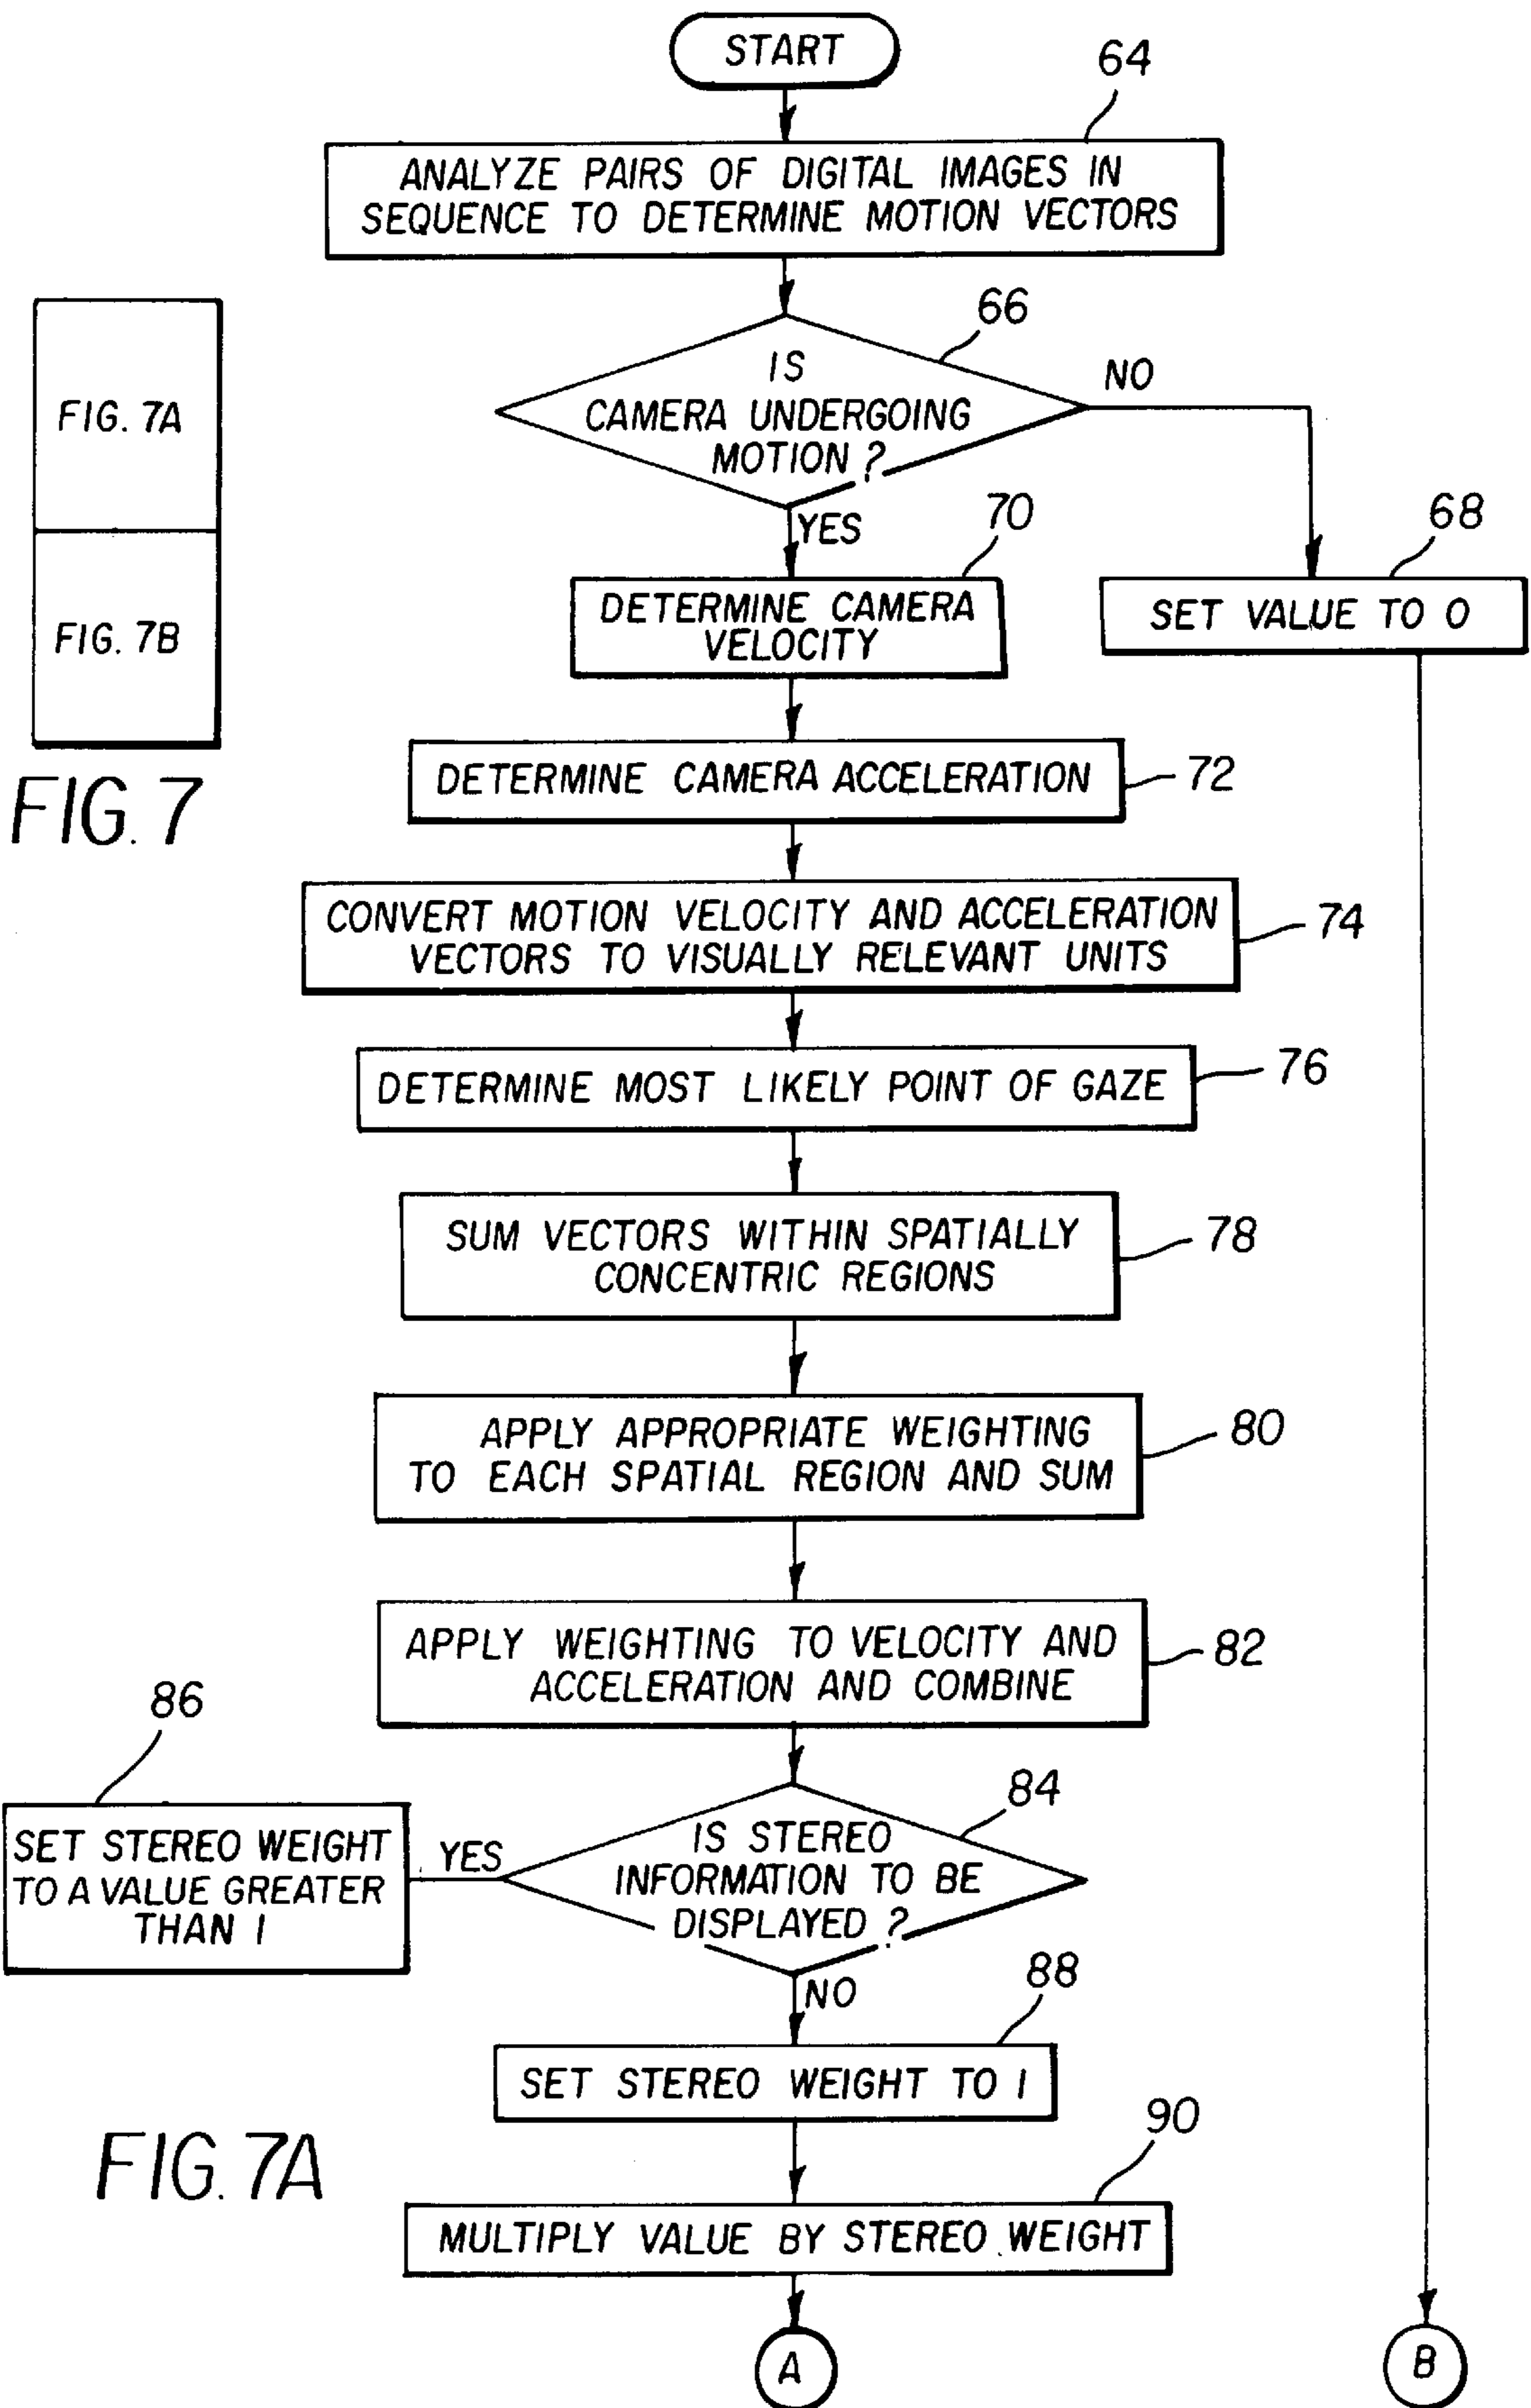 START
64
ANALYZE PAIRS OF DIGITAL IMAGES IN
SEQUENCE TO DETERMINE MOTION VECTORS
66
IS
CAMERA UNDERGOING
MOTION ?
NO
YES
FIG. 7A
FIG. 7B
FIG. 7
70
DETERMINE CAMERA
VELOCITY
68
SET VALUE TO 0
DETERMINE CAMERA ACCELERATION
72
CONVERT MOTION VELOCITY AND ACCELERATION
VECTORS TO VISUALLY RELEVANT UNITS
74
DETERMINE MOST LIKELY POINT OF GAZE
76
SUM VECTORS WITHIN SPATIALLY
CONCENTRIC REGIONS
78
APPLY APPROPRIATE WEIGHTING
TO EACH SPATIAL REGION AND SUM
80
APPLY WEIGHTING TO VELOCITY AND
ACCELERATION AND COMBINE
82
84
IS STEREO
INFORMATION TO BE
DISPLAYED ?
YES
86
SET STEREO WEIGHT
TO A VALUE GREATER
THAN 1
NO
88
SET STEREO WEIGHT TO 1
90
MULTIPLY VALUE BY STEREO WEIGHT
FIG. 7A
A
B